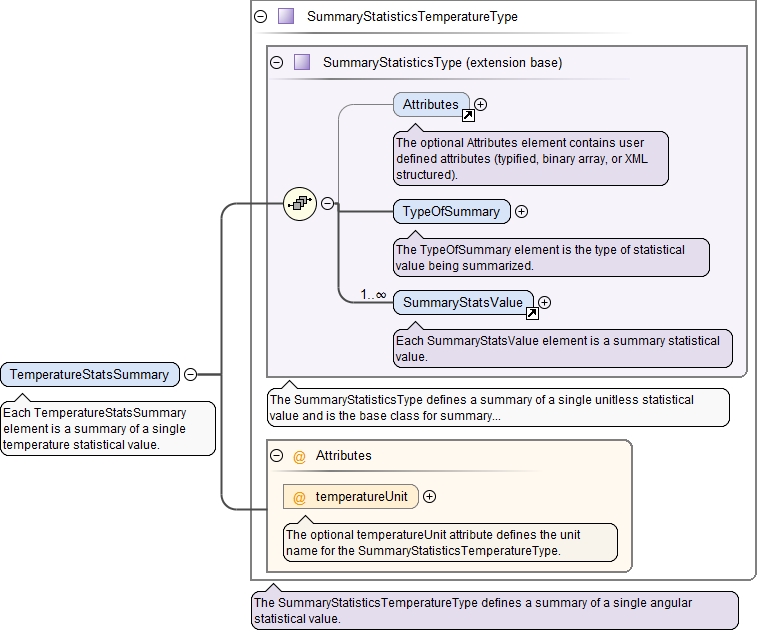 SummaryStatisticsTemperatureType
SummaryStatisticsType (extension base)
Attributes
The optional Attributes element contains user
defined attributes (typified, binary array, or XML
structured).
TypeOfSummary
The TypeOfSummary element is the type of statistical
value being summarized.
1..∞
SummaryStatsValue
Each SummaryStatsValue element is a summary statistical
value.
TemperatureStatsSummary
Each TemperatureStatsSummary
element is a summary of a single
temperature statistical value.
The SummaryStatisticsType defines a summary of a single unitless statistical
value and is the base class for summary...
@ Attributes
@ temperatureUnit
The optional temperatureUnit attribute defines the unit
name for the SummaryStatisticsTemperatureType.
The SummaryStatisticsTemperatureType defines a summary of a single angular
statistical value.